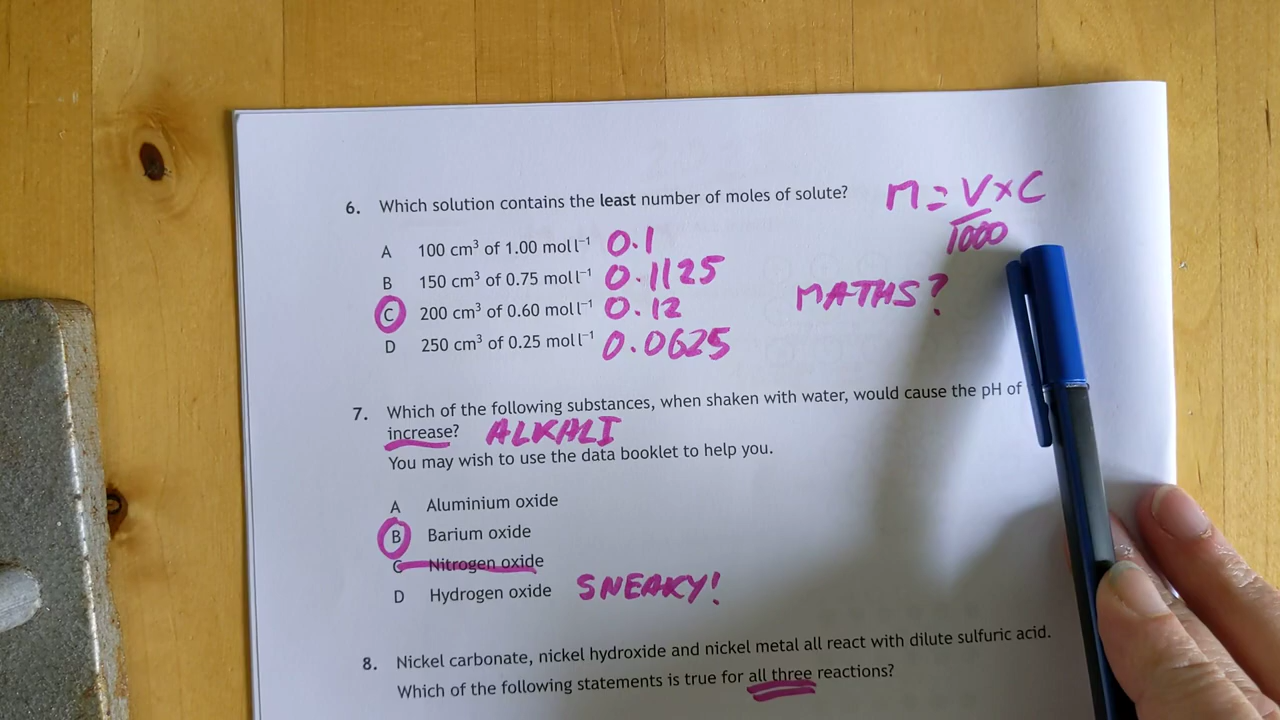 6. Which solution contains the least number of moles of solute? n = V × C
1000
A 100 cm³ of 1.00 mol l⁻¹ 0.1
B 150 cm³ of 0.75 mol l⁻¹ 0.1125
C 200 cm³ of 0.60 mol l⁻¹ 0.12 MATHS?
D 250 cm³ of 0.25 mol l⁻¹ 0.0625
7. Which of the following substances, when shaken with water, would cause the pH of
increase? ALKALI
You may wish to use the data booklet to help you.
A Aluminium oxide
B Barium oxide
C Nitrogen oxide
D Hydrogen oxide SNEAKY!
8. Nickel carbonate, nickel hydroxide and nickel metal all react with dilute sulfuric acid.
Which of the following statements is true for all three reactions?